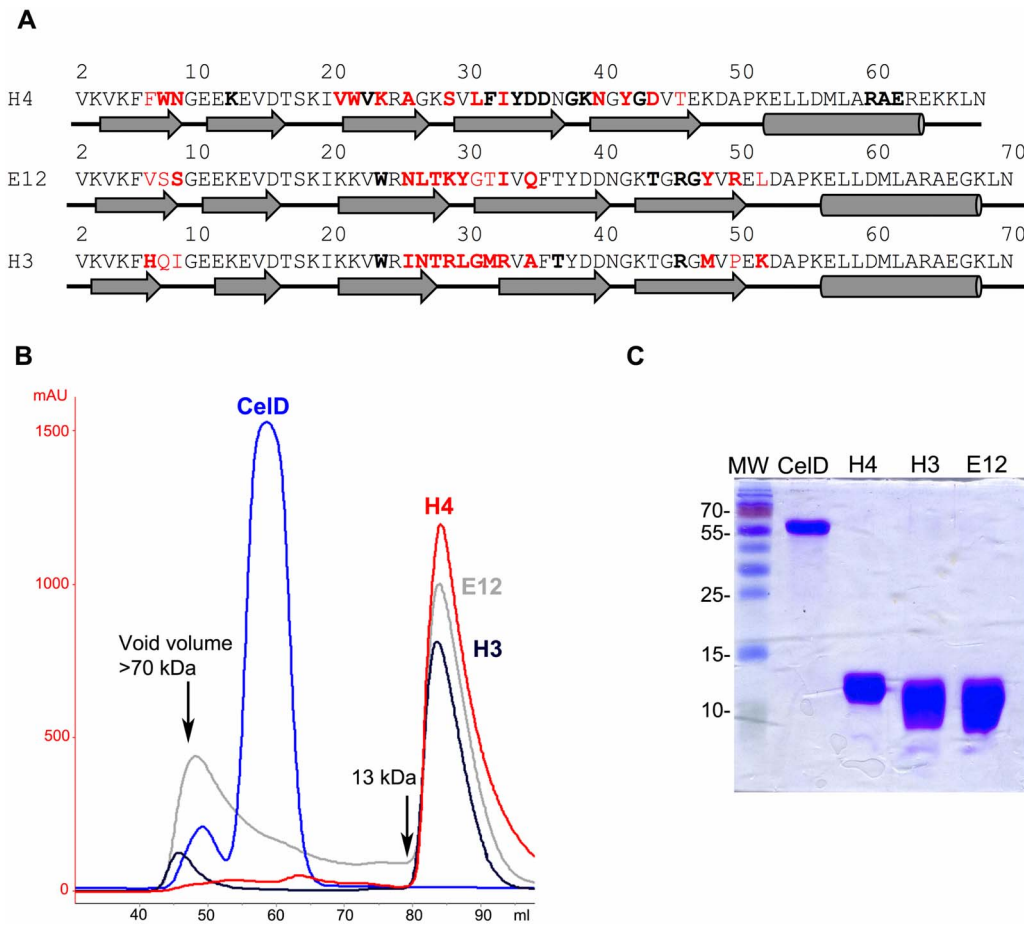 A
2 10 20 30 40 50 60
H4 VKVKFFWNGEEKEVDTSKIVWVKRAGKSVLFIYDDNGKNGYGDVTEKDAPKELLDMLARAEREKKLN
2 10 20 30 40 50 60 70
E12 VKVKFVSSGEEKEVDTSKIKKVWRNLTKYGTIVQFTYDDNGKTGRGYVRELDAPKELLDMLARAEGKLN
2 10 20 30 40 50 60 70
H3 VKVKFHQIGEEKEVDTSKIKKVWRINTRLGMRVAFTYDDNGKTGRGMVPEKDAPKELLDMLARAEGKLN
B
C
mAU
CelD
1500
MW CelD H4 H3 E12
H4
70-
55-
1000
E12
25-
Void volume
>70 kDa
H3
15-
10-
500
13 kDa
0
40 50 60 70 80 90 ml